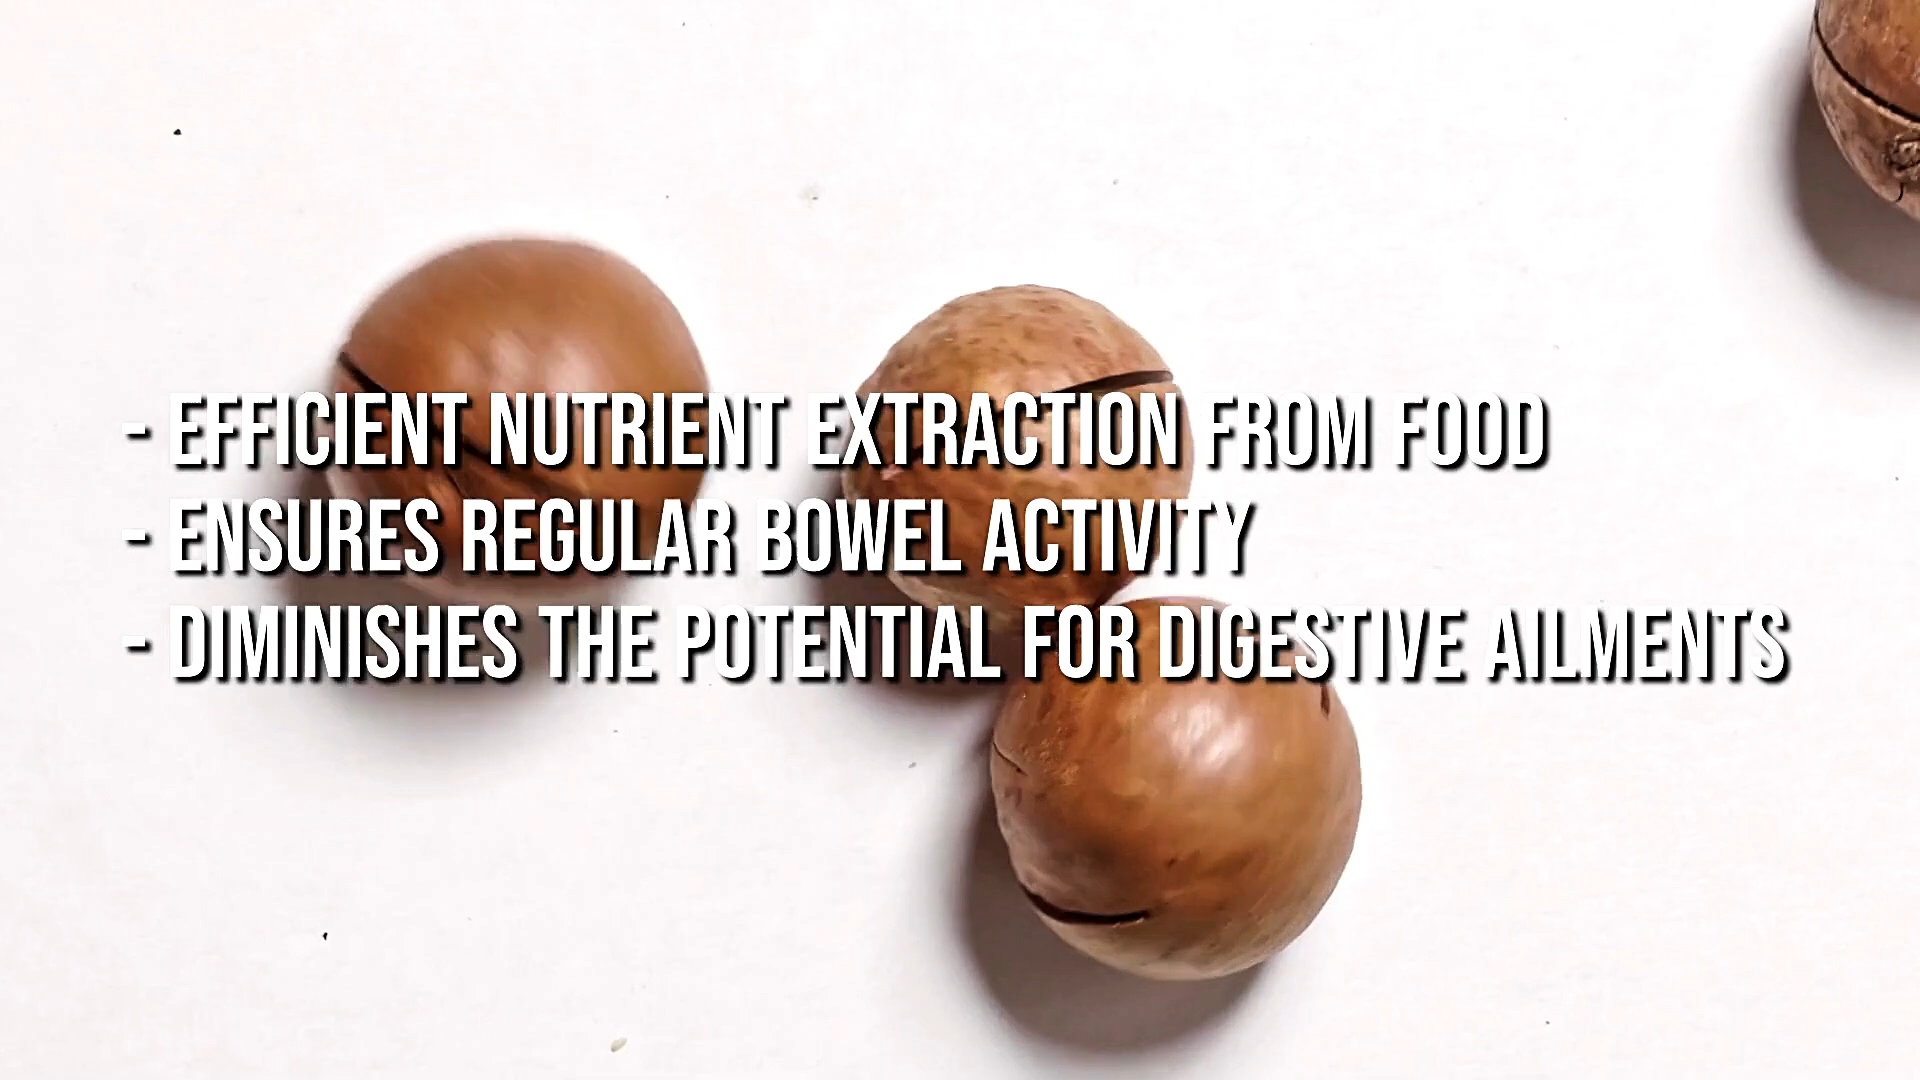 - EFFICIENT NUTRIENT EXTRACTION FROM FOOD
- ENSURES REGULAR BOWEL ACTIVITY
- DIMINISHES THE POTENTIAL FOR DIGESTIVE AILMENTS